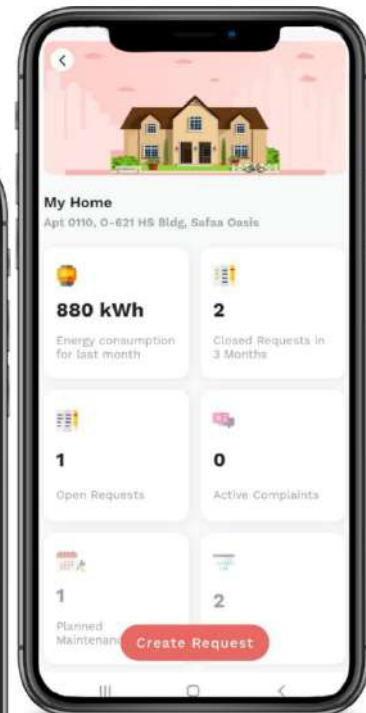 My Home
Apt 0110, O-621 HS Bldg, Safaa Oasis
880 kWh
Energy consumption
for last month
2
Closed Requests in
3 Months
1
Open Requests
0
Active Complaints
1
Planned
2
Create Request